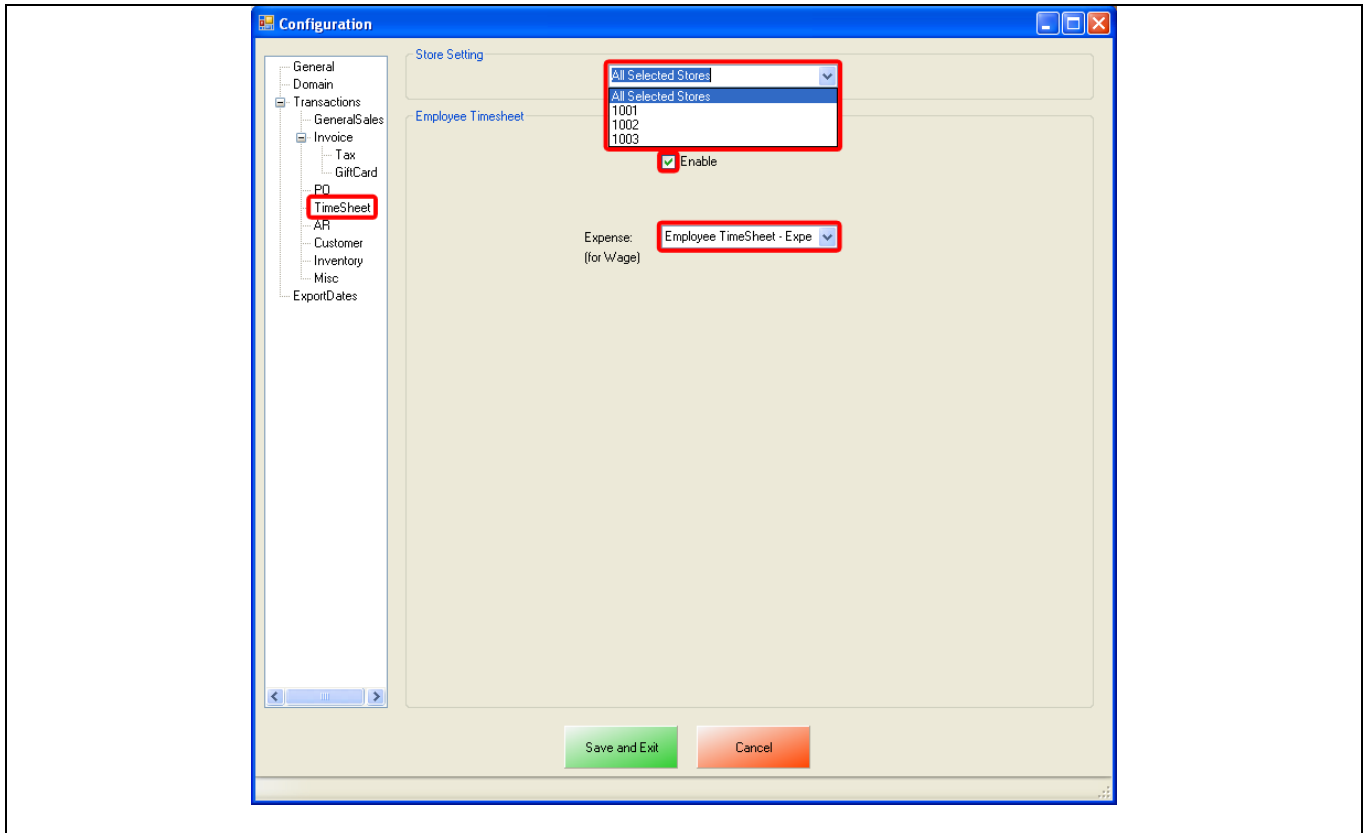 Configuration
General
Domain
Transactions
GeneralSales
Invoice
Tax
GiftCard
PO
TimeSheet
AR
Customer
Inventory
Misc
ExportDates
Store Setting
All Selected Stores
All Selected Stores
1001
1002
1003
Employee Timesheet
Enable
Expense: Employee TimeSheet - Expe
(for Wage)
Save and Exit Cancel